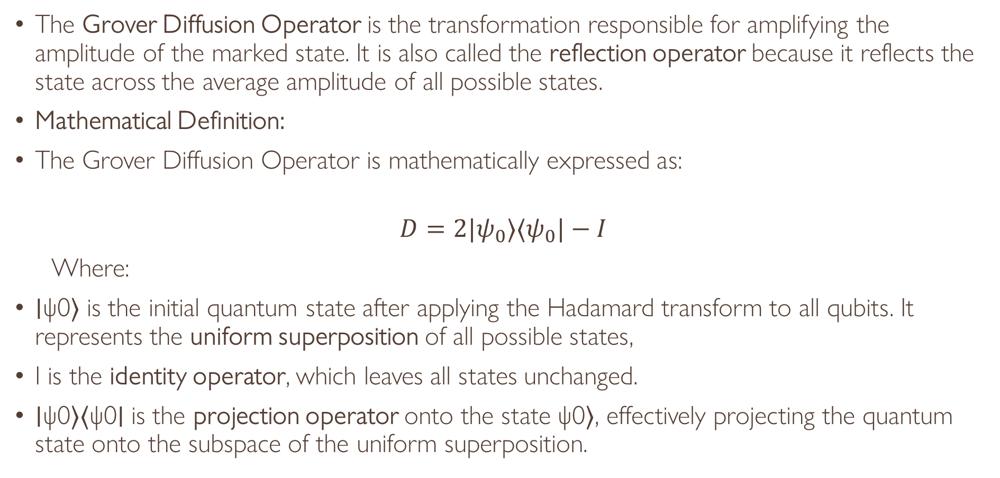 • The Grover Diffusion Operator is the transformation responsible for amplifying the
amplitude of the marked state. It is also called the reflection operator because it reflects the
state across the average amplitude of all possible states.
• Mathematical Definition:
• The Grover Diffusion Operator is mathematically expressed as:
D = 2|ψ₀⟩⟨ψ₀| − I
Where:
• |ψ0⟩ is the initial quantum state after applying the Hadamard transform to all qubits. It
represents the uniform superposition of all possible states,
• I is the identity operator, which leaves all states unchanged.
• |ψ0⟩⟨ψ0| is the projection operator onto the state ψ0⟩, effectively projecting the quantum
state onto the subspace of the uniform superposition.